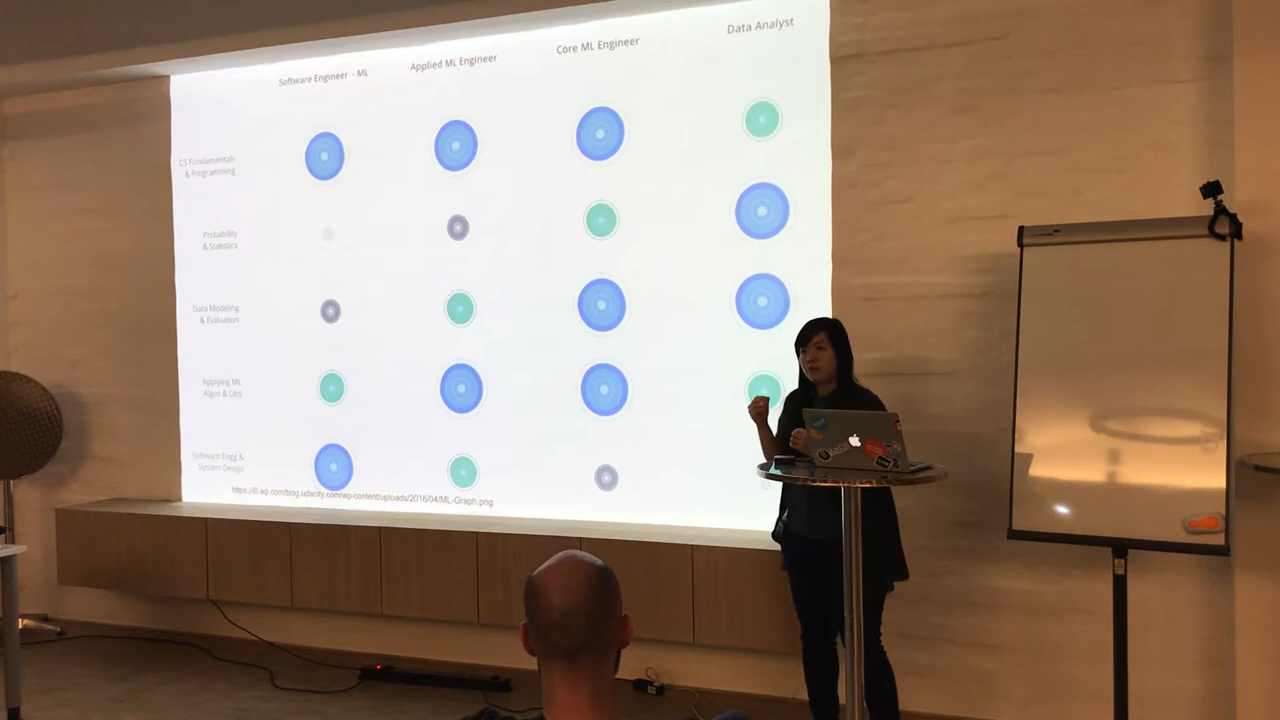 Software Engineer - ML
Applied ML Engineer
Core ML Engineer
Data Analyst
CS Fundamentals
& Programming
Probability
& Statistics
Data Modeling
& Evaluation
Applying ML
Algos & Libs
Software Engg &
System Design
https://i0.wp.com/blog.udacity.com/wp-content/uploads/2016/04/ML-Graph.png